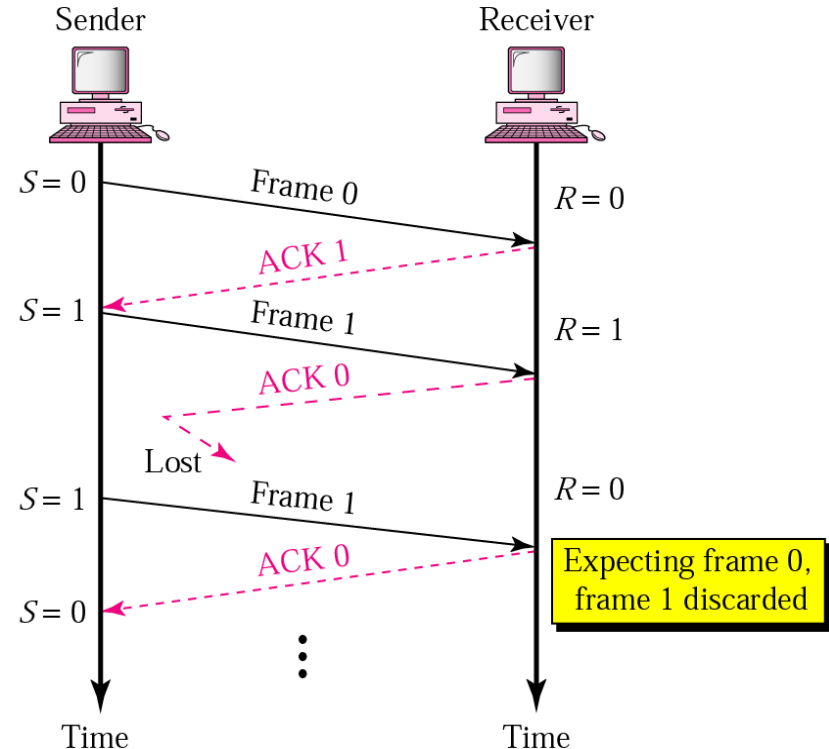 Sender
Receiver
S = 0
Frame 0
R = 0
ACK 1
S = 1
Frame 1
R = 1
ACK 0
Lost
S = 1
Frame 1
R = 0
ACK 0
Expecting frame 0,
frame 1 discarded
S = 0
Time
Time